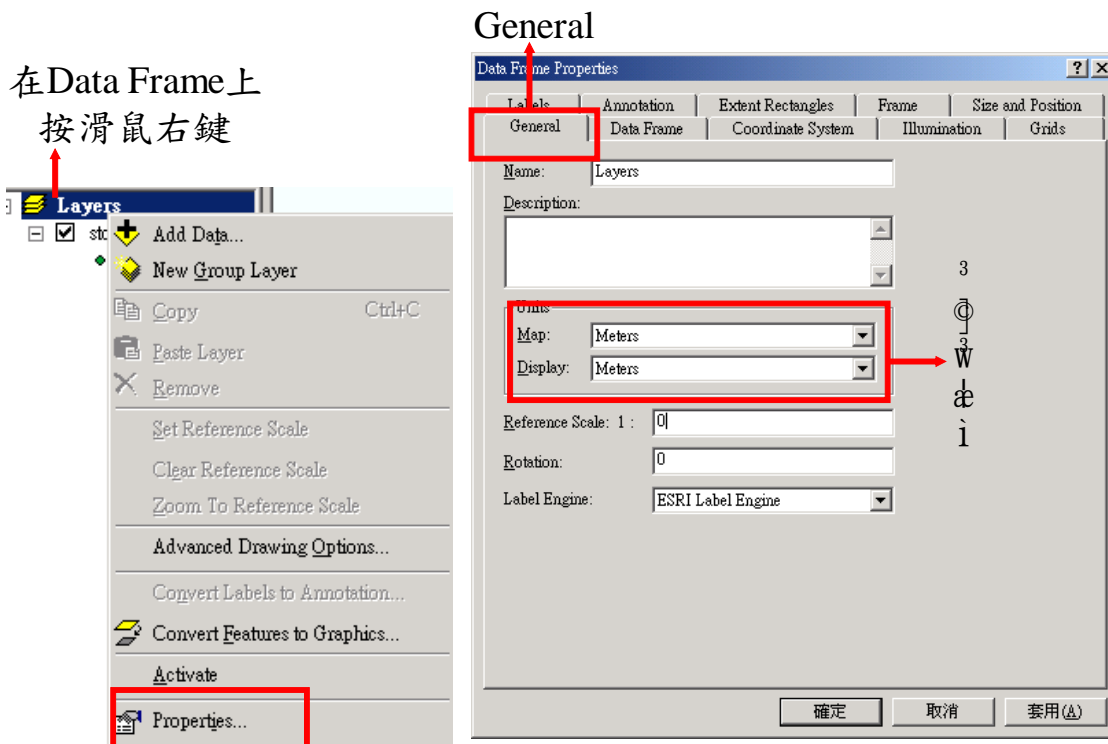 General
在Data Frame上
按滑鼠右鍵
Layers
Add Data...
New Group Layer
Copy Ctrl+C
Paste Layer
Remove
Set Reference Scale
Clear Reference Scale
Zoom To Reference Scale
Advanced Drawing Options...
Convert Labels to Annotation...
Convert Features to Graphics...
Activate
Properties...
Data Frame Properties
Labels Annotation Extent Rectangles Frame Size and Position
General Data Frame Coordinate System Illumination Grids
Name: Layers
Description:
Units
Map: Meters
Display: Meters
Reference Scale: 1 : 0
Rotation: 0
Label Engine: ESRI Label Engine
確定 取消 套用(A)